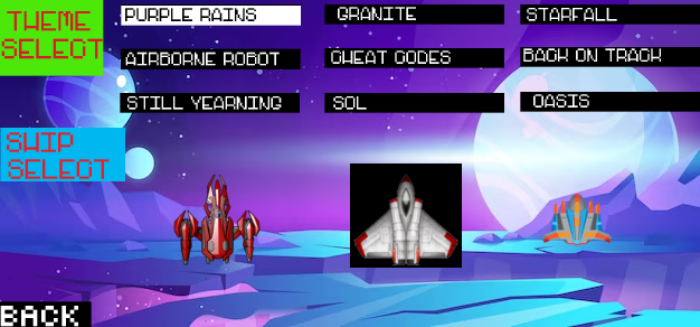 THEME
SELECT
PURPLE RAINS
GRANITE
STARFALL
AIRBORNE ROBOT
CHEAT CODES
BACK ON TRACK
STILL YEARNING
SOL
OASIS
SHIP
SELECT
BACK